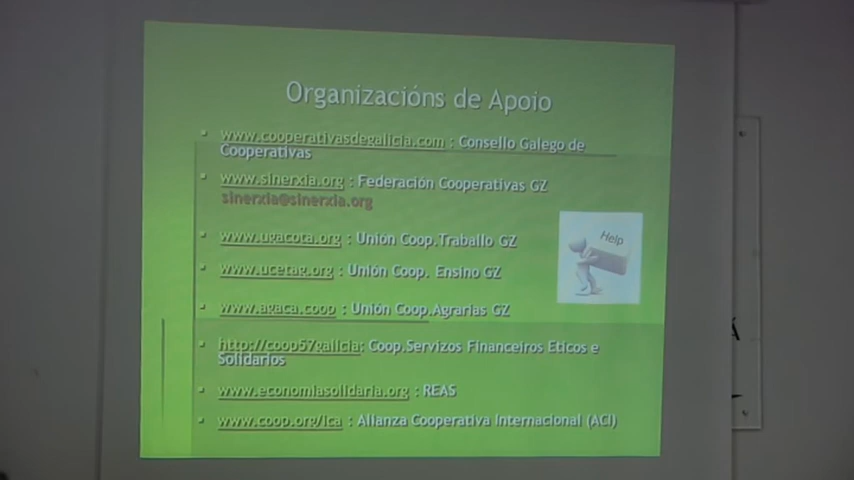 Organizacións de Apoio
www.cooperativasdegalicia.com : Consello Galego de
Cooperativas
www.sinerxia.org : Federación Cooperativas GZ
sinerxia@sinerxia.org
www.ugacota.org : Unión Coop.Traballo GZ
www.ucetag.org : Unión Coop. Ensino GZ
www.agaca.coop : Unión Coop.Agrarias GZ
http://coop57galicia: Coop.Servizos Financeiros Eticos e
Solidarios
www.economiasolidaria.org : REAS
www.coop.org/ica : Alianza Cooperativa Internacional (ACI)
Help